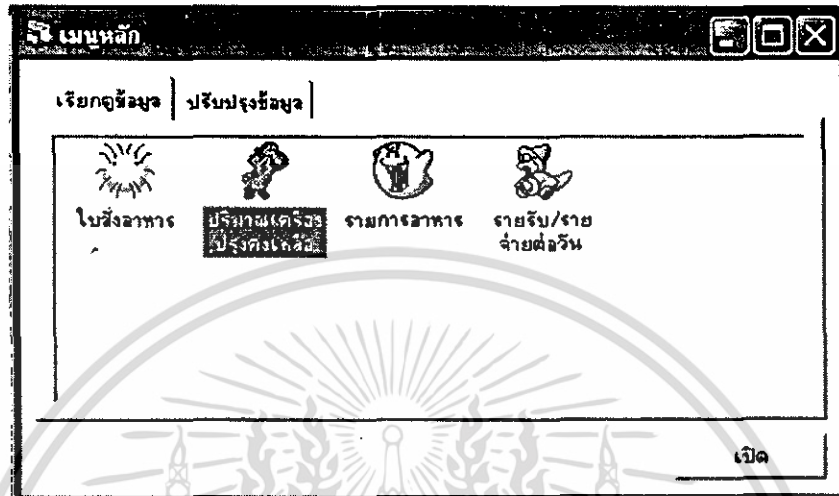 เมนูหลัก
เรียกดูข้อมูล
ปรับปรุงข้อมูล
ใบสั่งอาหาร
ปริมาณเครื่อง
ปรุงคงเหลือ
รายการอาหาร
รายรับ/ราย
จ่ายต่อวัน
เปิด